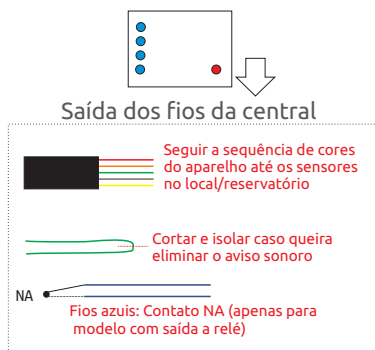 Saída dos fios da central
Seguir a sequência de cores
do aparelho até os sensores
no local/reservatório
Cortar e isolar caso queira
eliminar o aviso sonoro
NA
Fios azuis: Contato NA (apenas para
modelo com saída a relé)